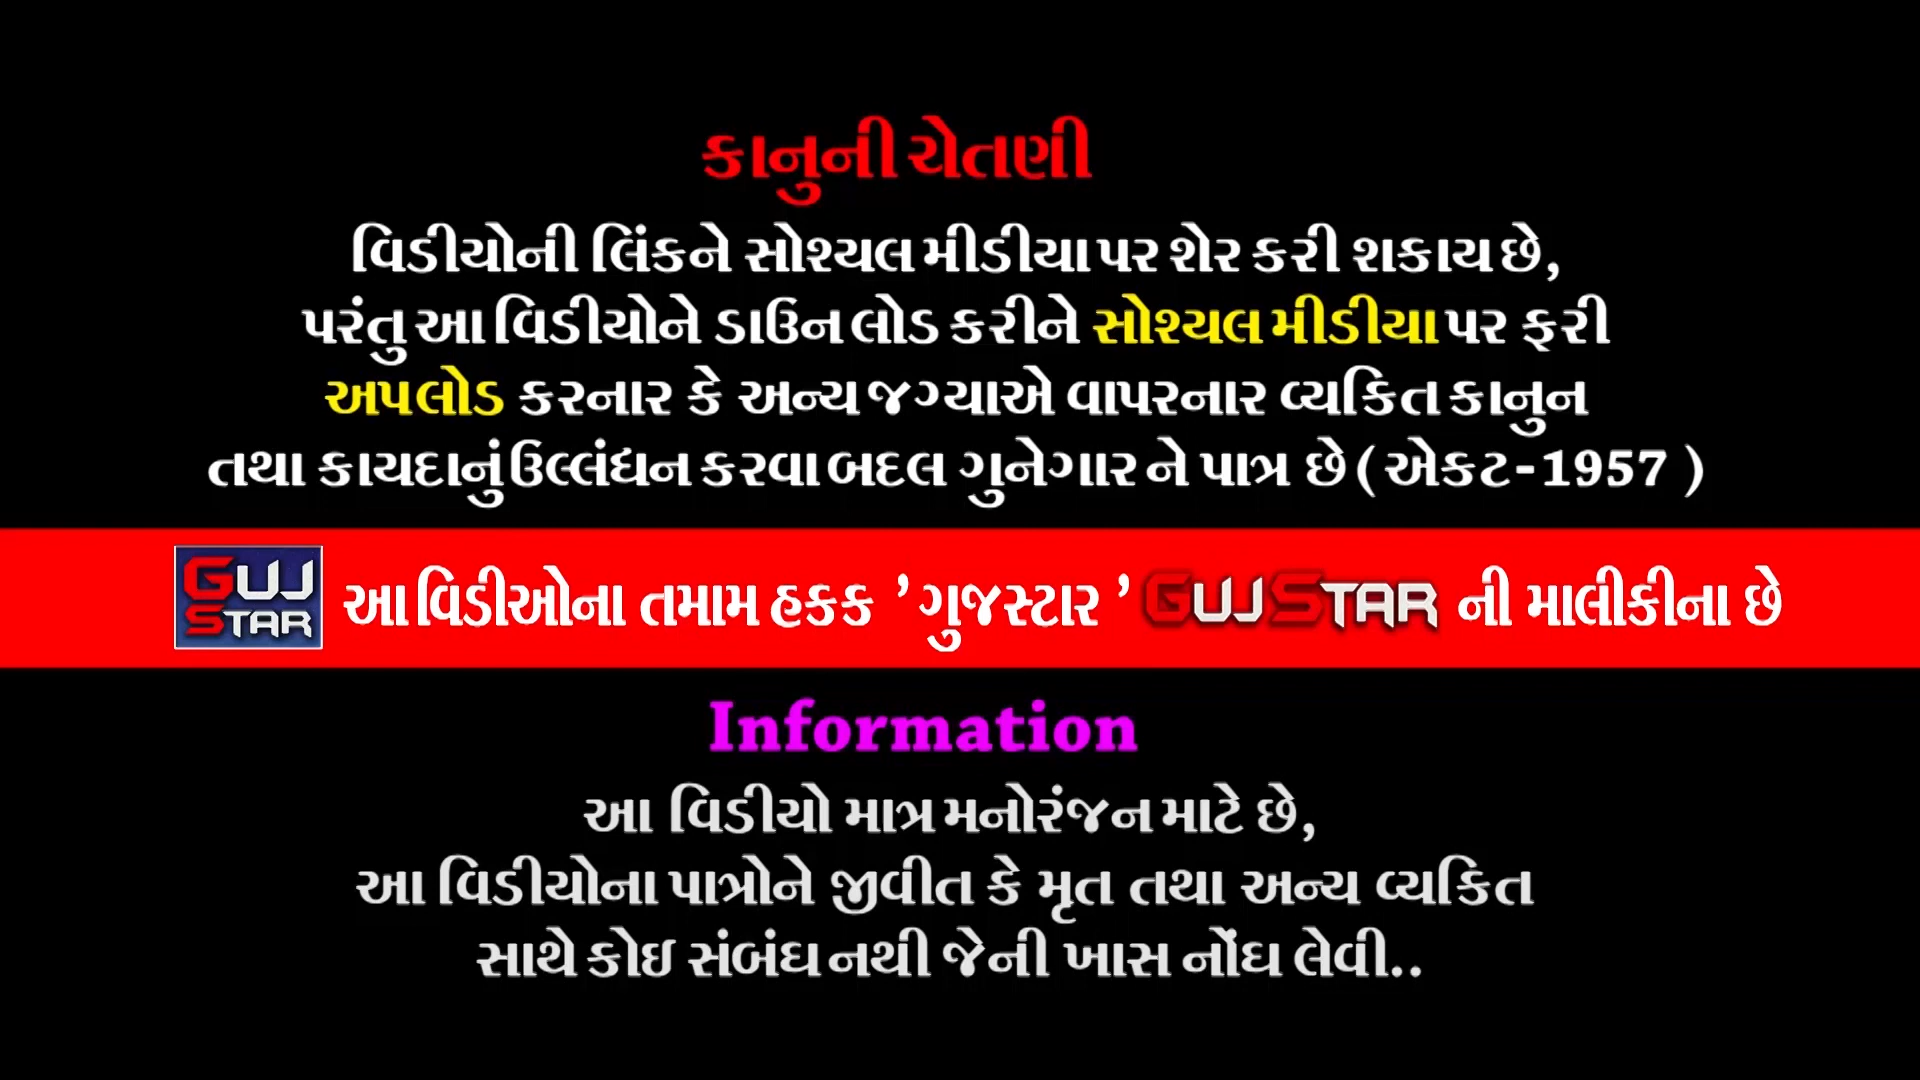 કાનુની ચેતણી
વિડીયોની લિંકને સોશ્યલ મીડીયા પર શેર કરી શકાય છે,
પરંતુ આ વિડીયોને ડાઉન લોડ કરીને સોશ્યલ મીડીયા પર ફરી
અપલોડ કરનાર કે અન્ય જગ્યાએ વાપરનાર વ્યકિત કાનુન
તથા કાયદાનું ઉલ્લંઘન કરવા બદલ ગુનેગાર ને પાત્ર છે ( એકટ-1957 )
GUJ STAR આ વિડીઓના તમામ હકક ’ ગુજસ્ટાર ’ GUJ STAR ની માલીકીના છે
Information
આ વિડીયો માત્ર મનોરંજન માટે છે,
આ વિડીયોના પાત્રોને જીવીત કે મૃત તથા અન્ય વ્યકિત
સાથે કોઇ સંબંઘ નથી જેની ખાસ નોંઘ લેવી..